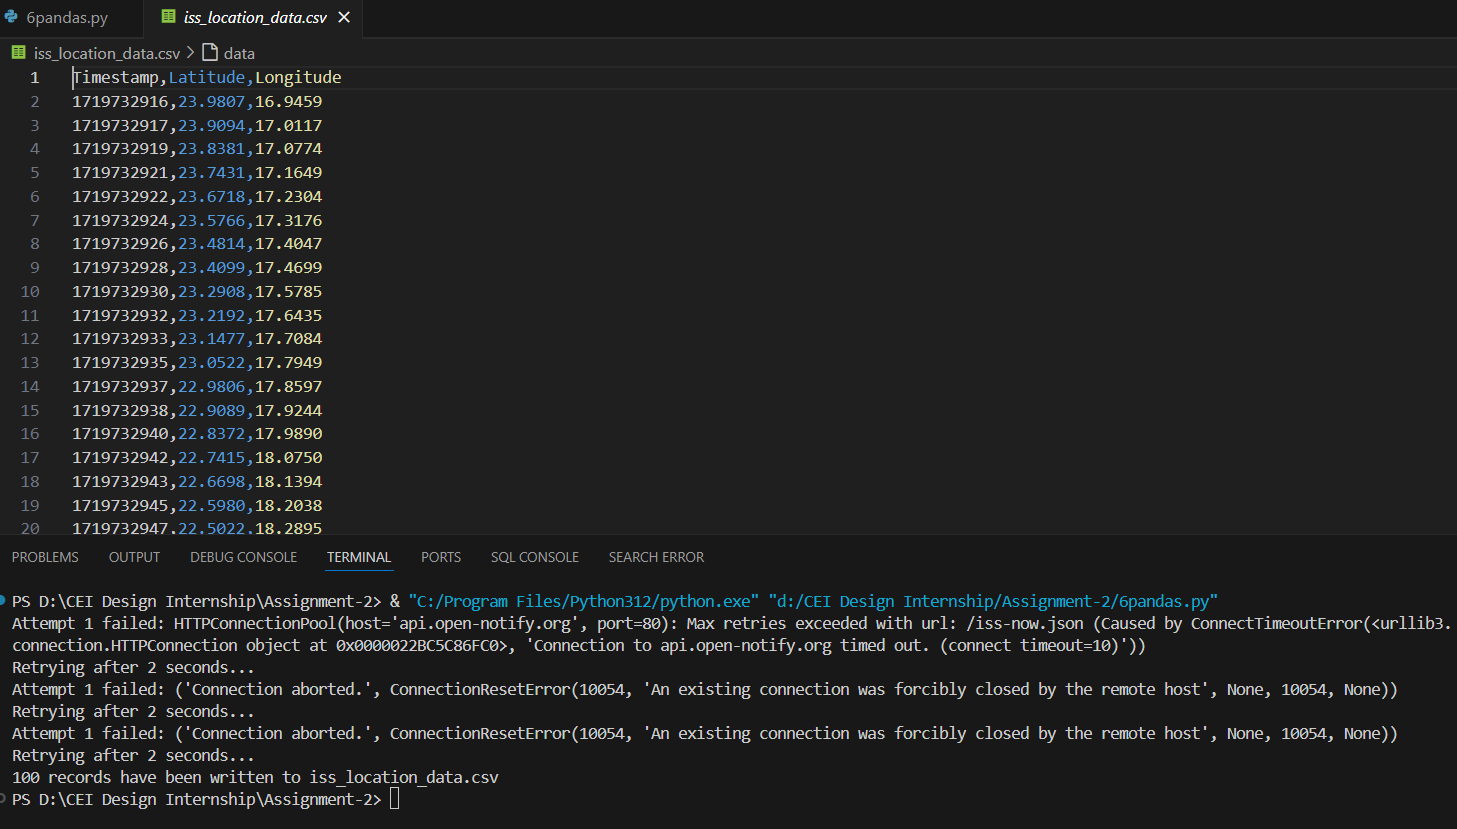 6pandas.py
iss_location_data.csv
iss_location_data.csv > data
1 Timestamp,Latitude,Longitude
2 1719732916,23.9807,16.9459
3 1719732917,23.9094,17.0117
4 1719732919,23.8381,17.0774
5 1719732921,23.7431,17.1649
6 1719732922,23.6718,17.2304
7 1719732924,23.5766,17.3176
8 1719732926,23.4814,17.4047
9 1719732928,23.4099,17.4699
10 1719732930,23.2908,17.5785
11 1719732932,23.2192,17.6435
12 1719732933,23.1477,17.7084
13 1719732935,23.0522,17.7949
14 1719732937,22.9806,17.8597
15 1719732938,22.9089,17.9244
16 1719732940,22.8372,17.9890
17 1719732942,22.7415,18.0750
18 1719732943,22.6698,18.1394
19 1719732945,22.5980,18.2038
20 1719732947,22.5022,18.2895
PROBLEMS OUTPUT DEBUG CONSOLE TERMINAL PORTS SQL CONSOLE SEARCH ERROR
PS D:\CEI Design Internship\Assignment-2> & "C:/Program Files/Python312/python.exe" "d:/CEI Design Internship/Assignment-2/6pandas.py"
Attempt 1 failed: HTTPConnectionPool(host='api.open-notify.org', port=80): Max retries exceeded with url: /iss-now.json (Caused by ConnectTimeoutError(<urllib3.
connection.HTTPConnection object at 0x0000022BC5C86FC0>, 'Connection to api.open-notify.org timed out. (connect timeout=10)'))
Retrying after 2 seconds...
Attempt 1 failed: ('Connection aborted.', ConnectionResetError(10054, 'An existing connection was forcibly closed by the remote host', None, 10054, None))
Retrying after 2 seconds...
Attempt 1 failed: ('Connection aborted.', ConnectionResetError(10054, 'An existing connection was forcibly closed by the remote host', None, 10054, None))
Retrying after 2 seconds...
100 records have been written to iss_location_data.csv
PS D:\CEI Design Internship\Assignment-2>